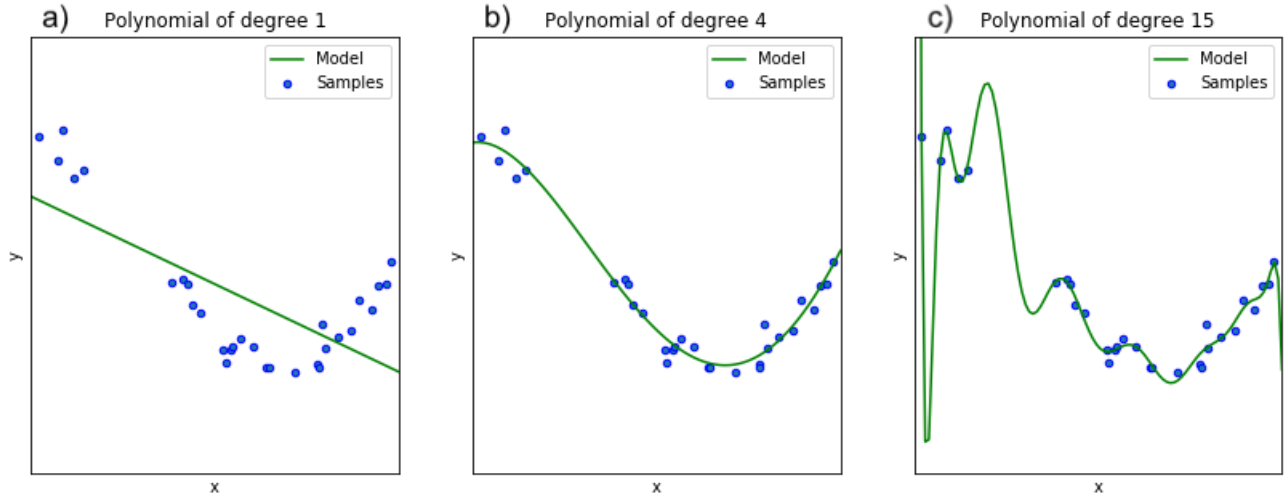 a) Polynomial of degree 1
Model
Samples
y
x
b) Polynomial of degree 4
Model
Samples
y
x
c) Polynomial of degree 15
Model
Samples
y
x